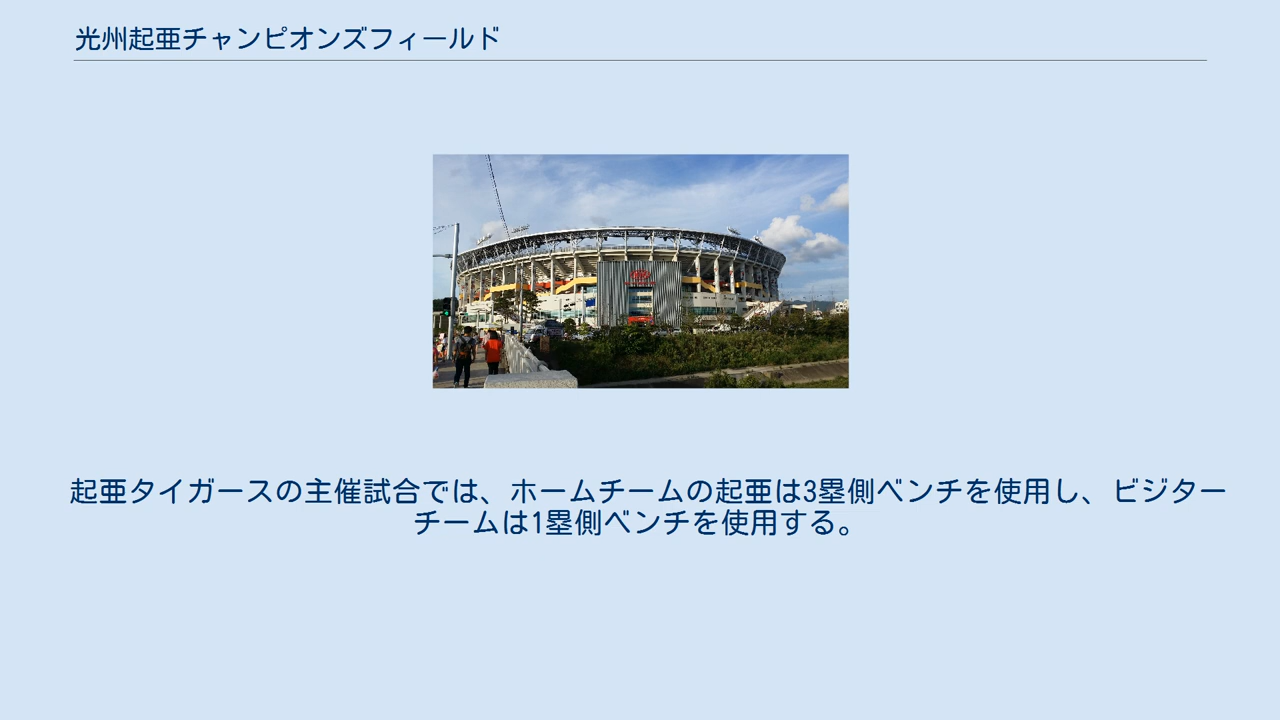 光州起亜チャンピオンズフィールド
起亜タイガースの主催試合では、ホームチームの起亜は3塁側ベンチを使用し、ビジター
チームは1塁側ベンチを使用する。